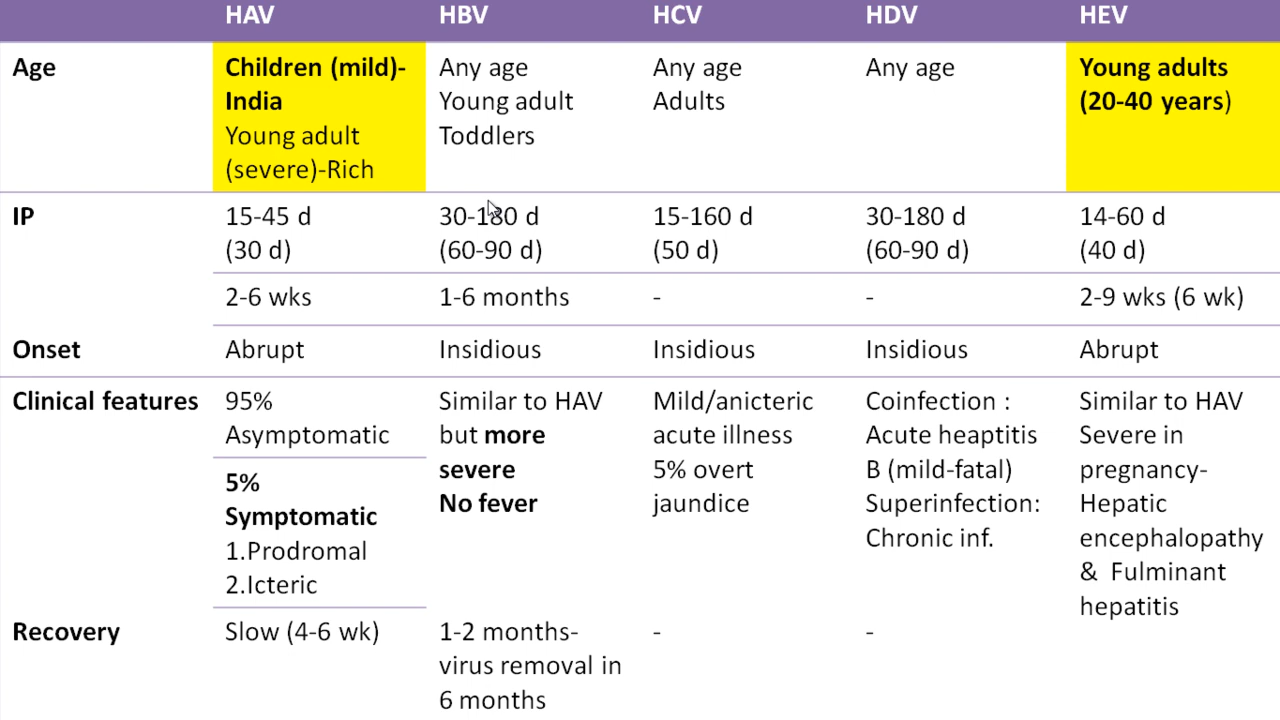 HAV HBV HCV HDV HEV
Age
Children (mild)-
India
Young adult
(severe)-Rich
Any age
Young adult
Toddlers
Any age
Adults
Any age
Young adults
(20-40 years)
IP
15-45 d
(30 d)
30-180 d
(60-90 d)
15-160 d
(50 d)
30-180 d
(60-90 d)
14-60 d
(40 d)
2-6 wks
1-6 months
-
-
2-9 wks (6 wk)
Onset
Abrupt
Insidious
Insidious
Insidious
Abrupt
Clinical features
95%
Asymptomatic
5%
Symptomatic
1.Prodromal
2.Icteric
Similar to HAV
but more
severe
No fever
Mild/anicteric
acute illness
5% overt
jaundice
Coinfection :
Acute heaptitis
B (mild-fatal)
Superinfection:
Chronic inf.
Similar to HAV
Severe in
pregnancy-
Hepatic
encephalopathy
& Fulminant
hepatitis
Recovery
Slow (4-6 wk)
1-2 months-
virus removal in
6 months
-
-